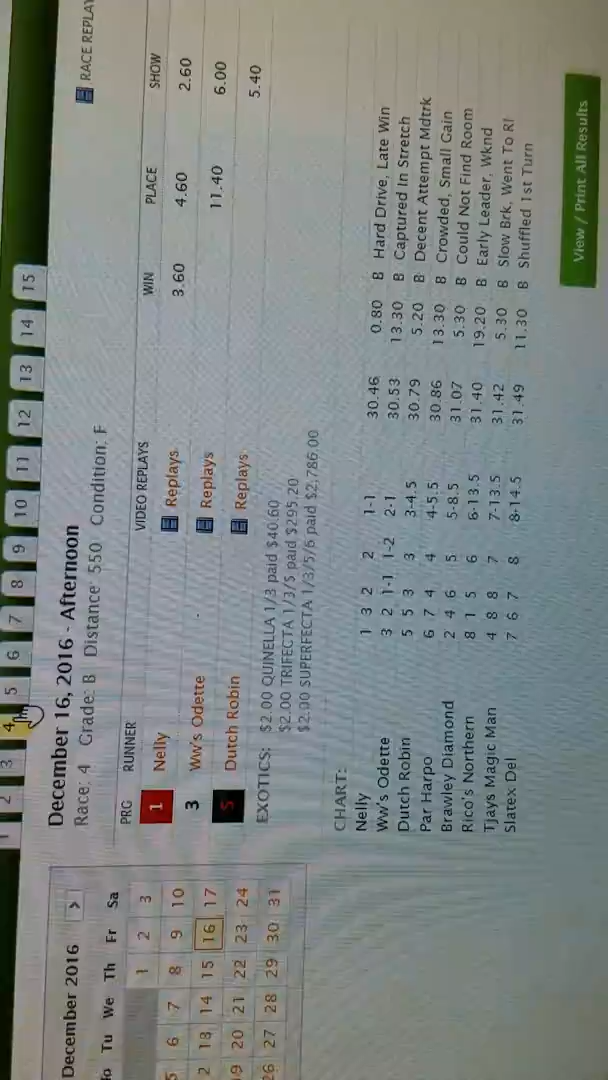 1 2 3 4 5 6 7 8 9 10 11 12 13 14 15
December 2016 >
Tu We Th Fr Sa
1 2 3
5 6 7 8 9 10
2 13 14 15 16 17
19 20 21 22 23 24
26 27 28 29 30 31
December 16, 2016 - Afternoon
Race: 4 Grade: B Distance: 550 Condition: F
RACE REPLAY
PRG RUNNER VIDEO REPLAYS WIN PLACE SHOW
1 Nelly Replays 3.60 4.60 2.60
3 Ww's Odette Replays 11.40 6.00
5 Dutch Robin Replays 5.40
EXOTICS: $2.00 QUINELLA 1/3 paid $40.60
$2.00 TRIFECTA 1/3/5 paid $295.20
$2.00 SUPERFECTA 1/3/5/6 paid $2,786.00
CHART:
Nelly 1 3 2 2 1-1 30.46 0.80 B Hard Drive, Late Win
Ww's Odette 3 2 1-1 1-2 2-1 30.53 13.30 B Captured In Stretch
Dutch Robin 5 5 3 3 3-4.5 30.79 5.20 B Decent Attempt Mdtrk
Par Harpo 6 7 4 4 4-5.5 30.86 13.30 B Crowded, Small Gain
Brawley Diamond 2 4 6 5 5-8.5 31.07 5.30 B Could Not Find Room
Rico's Northern 8 1 5 6 6-13.5 31.40 19.20 B Early Leader, Wknd
Tjays Magic Man 4 8 8 7 7-13.5 31.42 5.30 B Slow Brk, Went To Rl
Slatex Del 7 6 7 8 8-14.5 31.49 11.30 B Shuffled 1st Turn
View / Print All Results